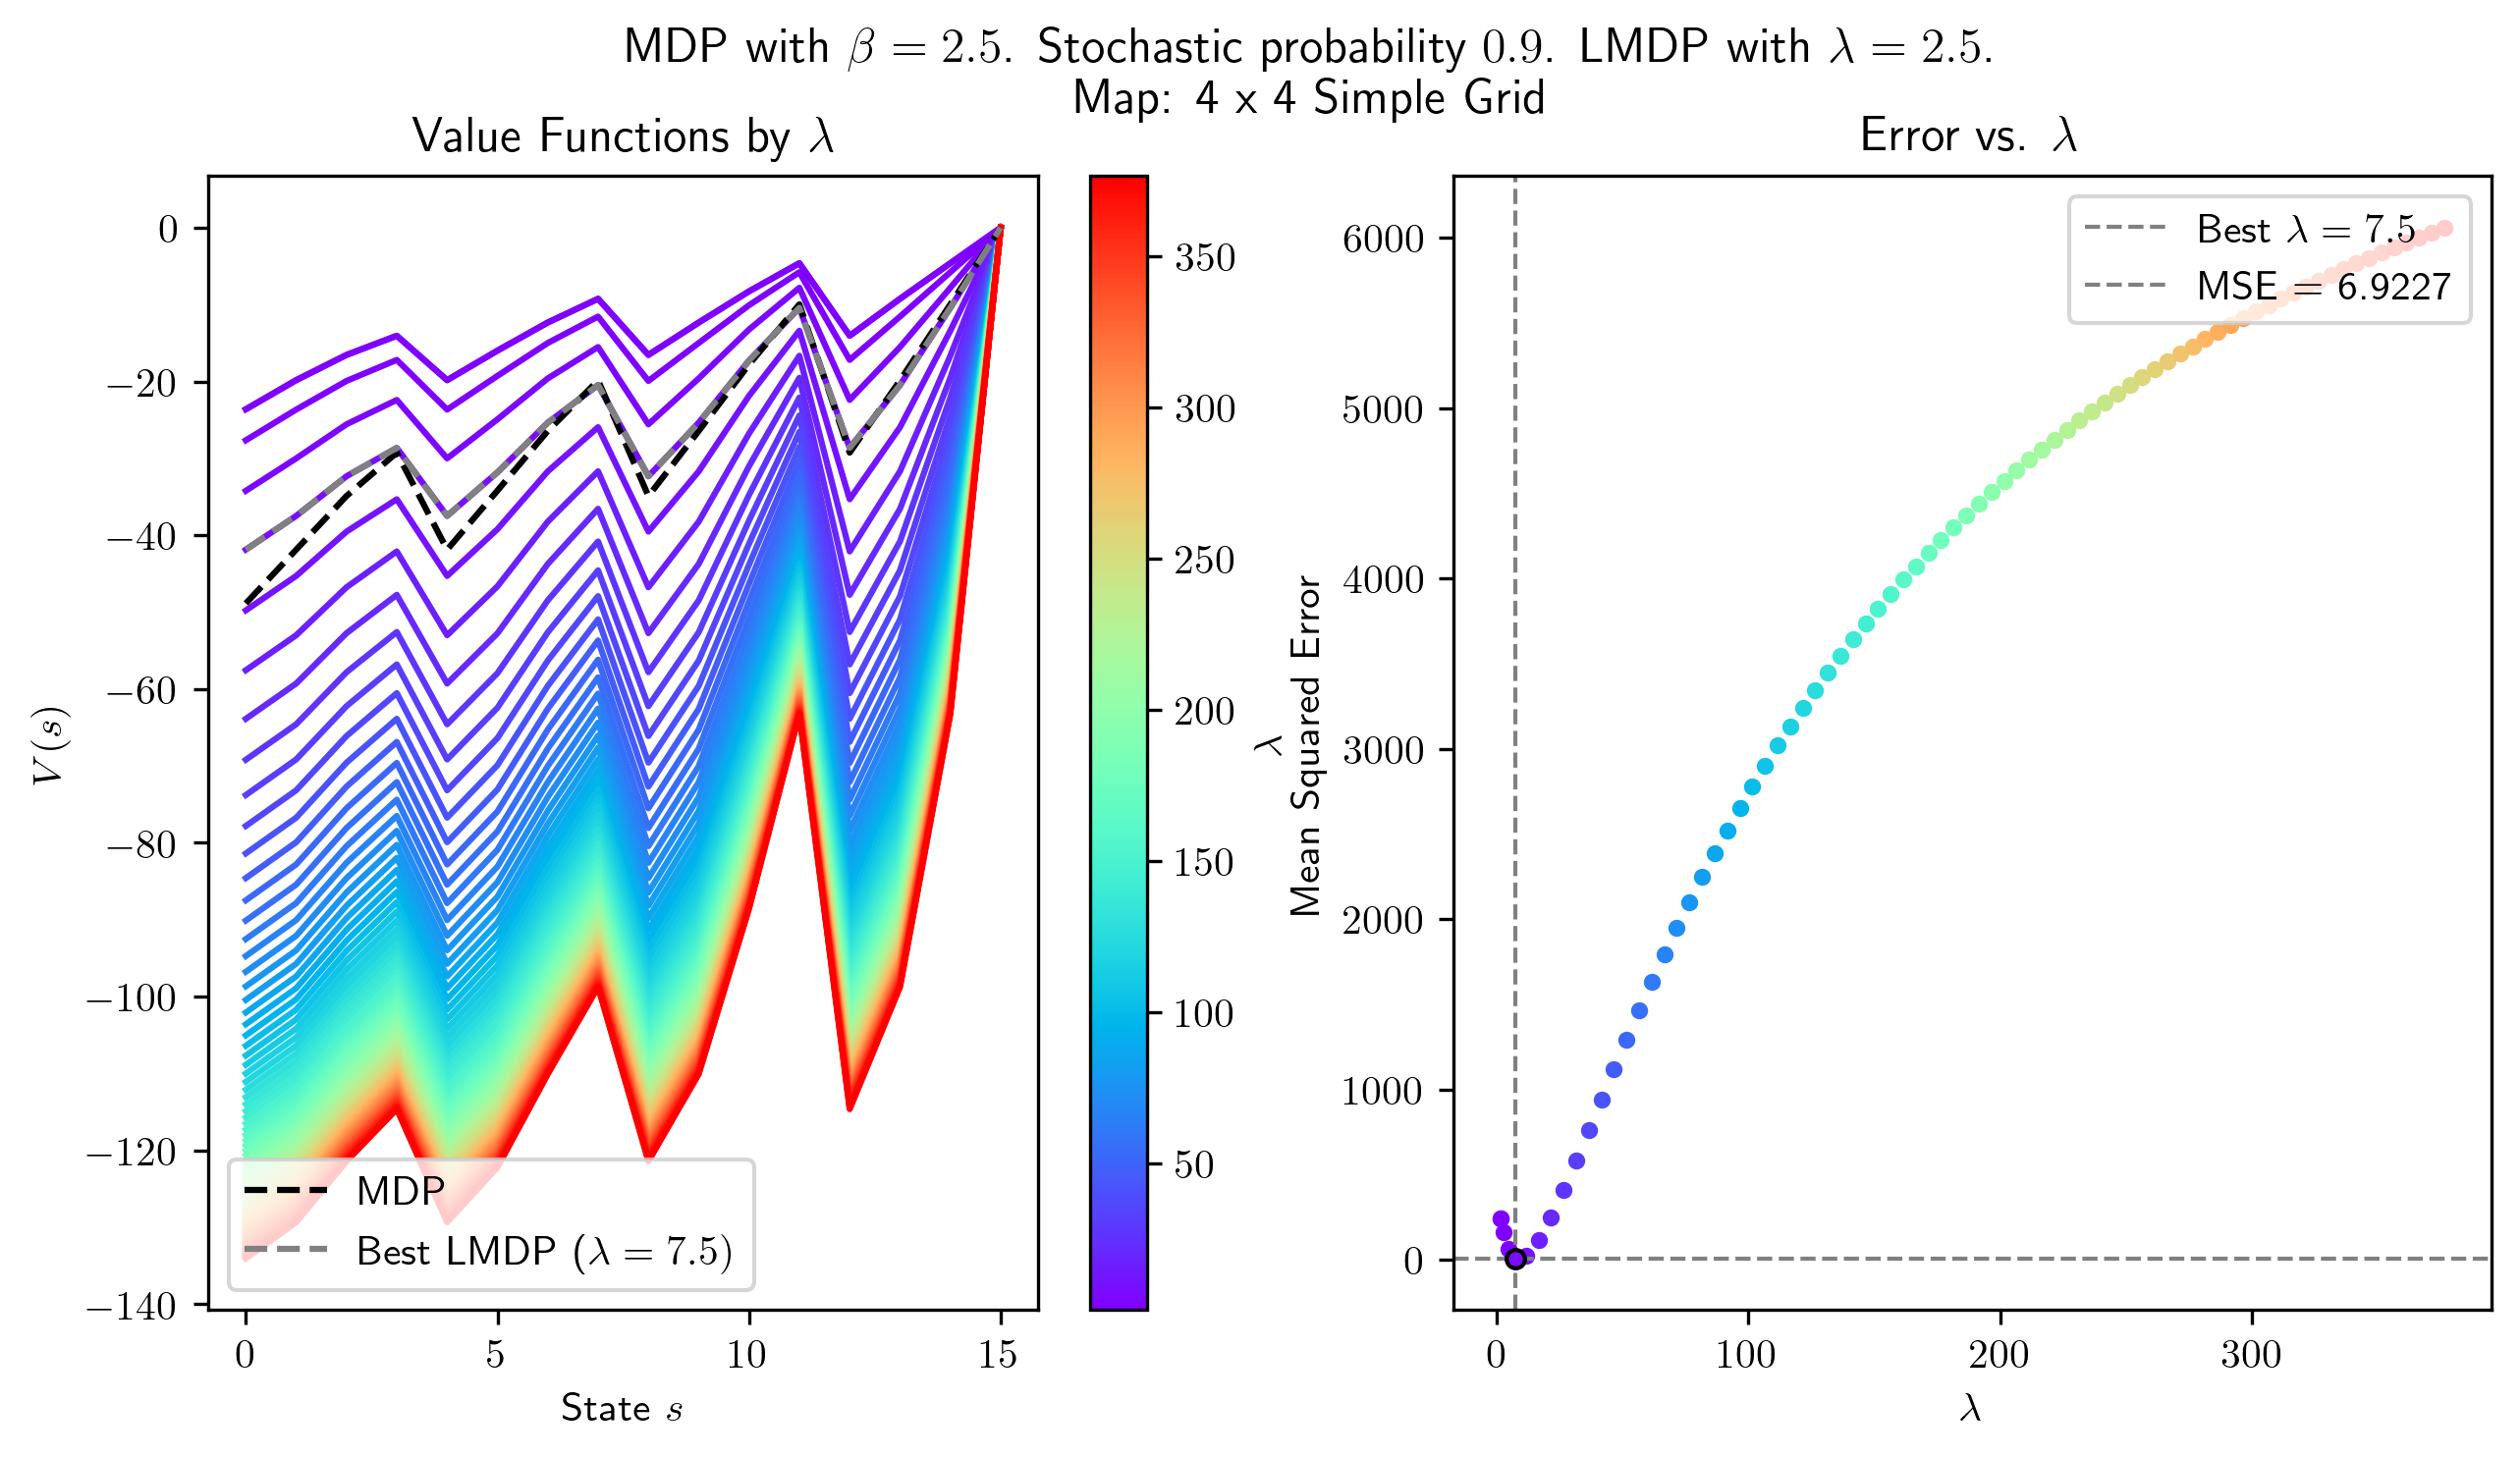 MDP with β = 2.5. Stochastic probability 0.9. LMDP with λ = 2.5.
Map: 4 x 4 Simple Grid
Value Functions by λ
0
−20
−40
−60
−80
−100
−120
−140
V(s)
MDP
Best LMDP (λ = 7.5)
0 5 10 15
State s
350
300
250
200
150
100
50
λ
Error vs. λ
6000
5000
4000
3000
2000
1000
0
Mean Squared Error
Best λ = 7.5
MSE = 6.9227
0 100 200 300
λ